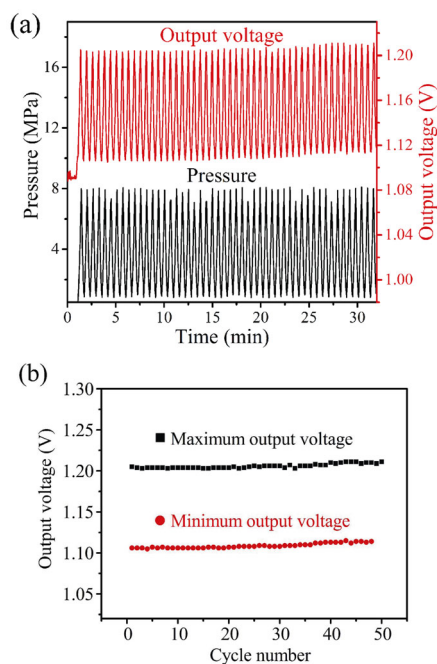 (a)
Output voltage
Pressure
Pressure (MPa)
16
12
8
4
Output voltage (V)
1.20
1.16
1.12
1.08
1.04
1.00
0 5 10 15 20 25 30
Time (min)
(b)
Output voltage (V)
1.30
1.25
1.20
1.15
1.10
1.05
Maximum output voltage
Minimum output voltage
0 10 20 30 40 50
Cycle number